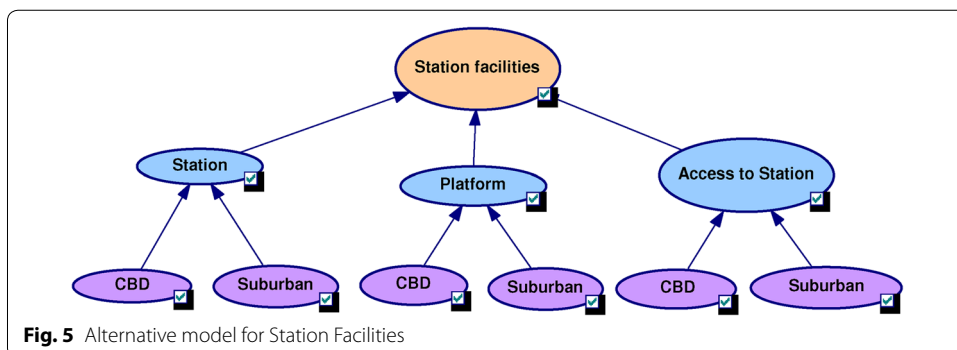 Station facilities
Station
Platform
Access to Station
CBD
Suburban
CBD
Suburban
CBD
Suburban
Fig. 5 Alternative model for Station Facilities